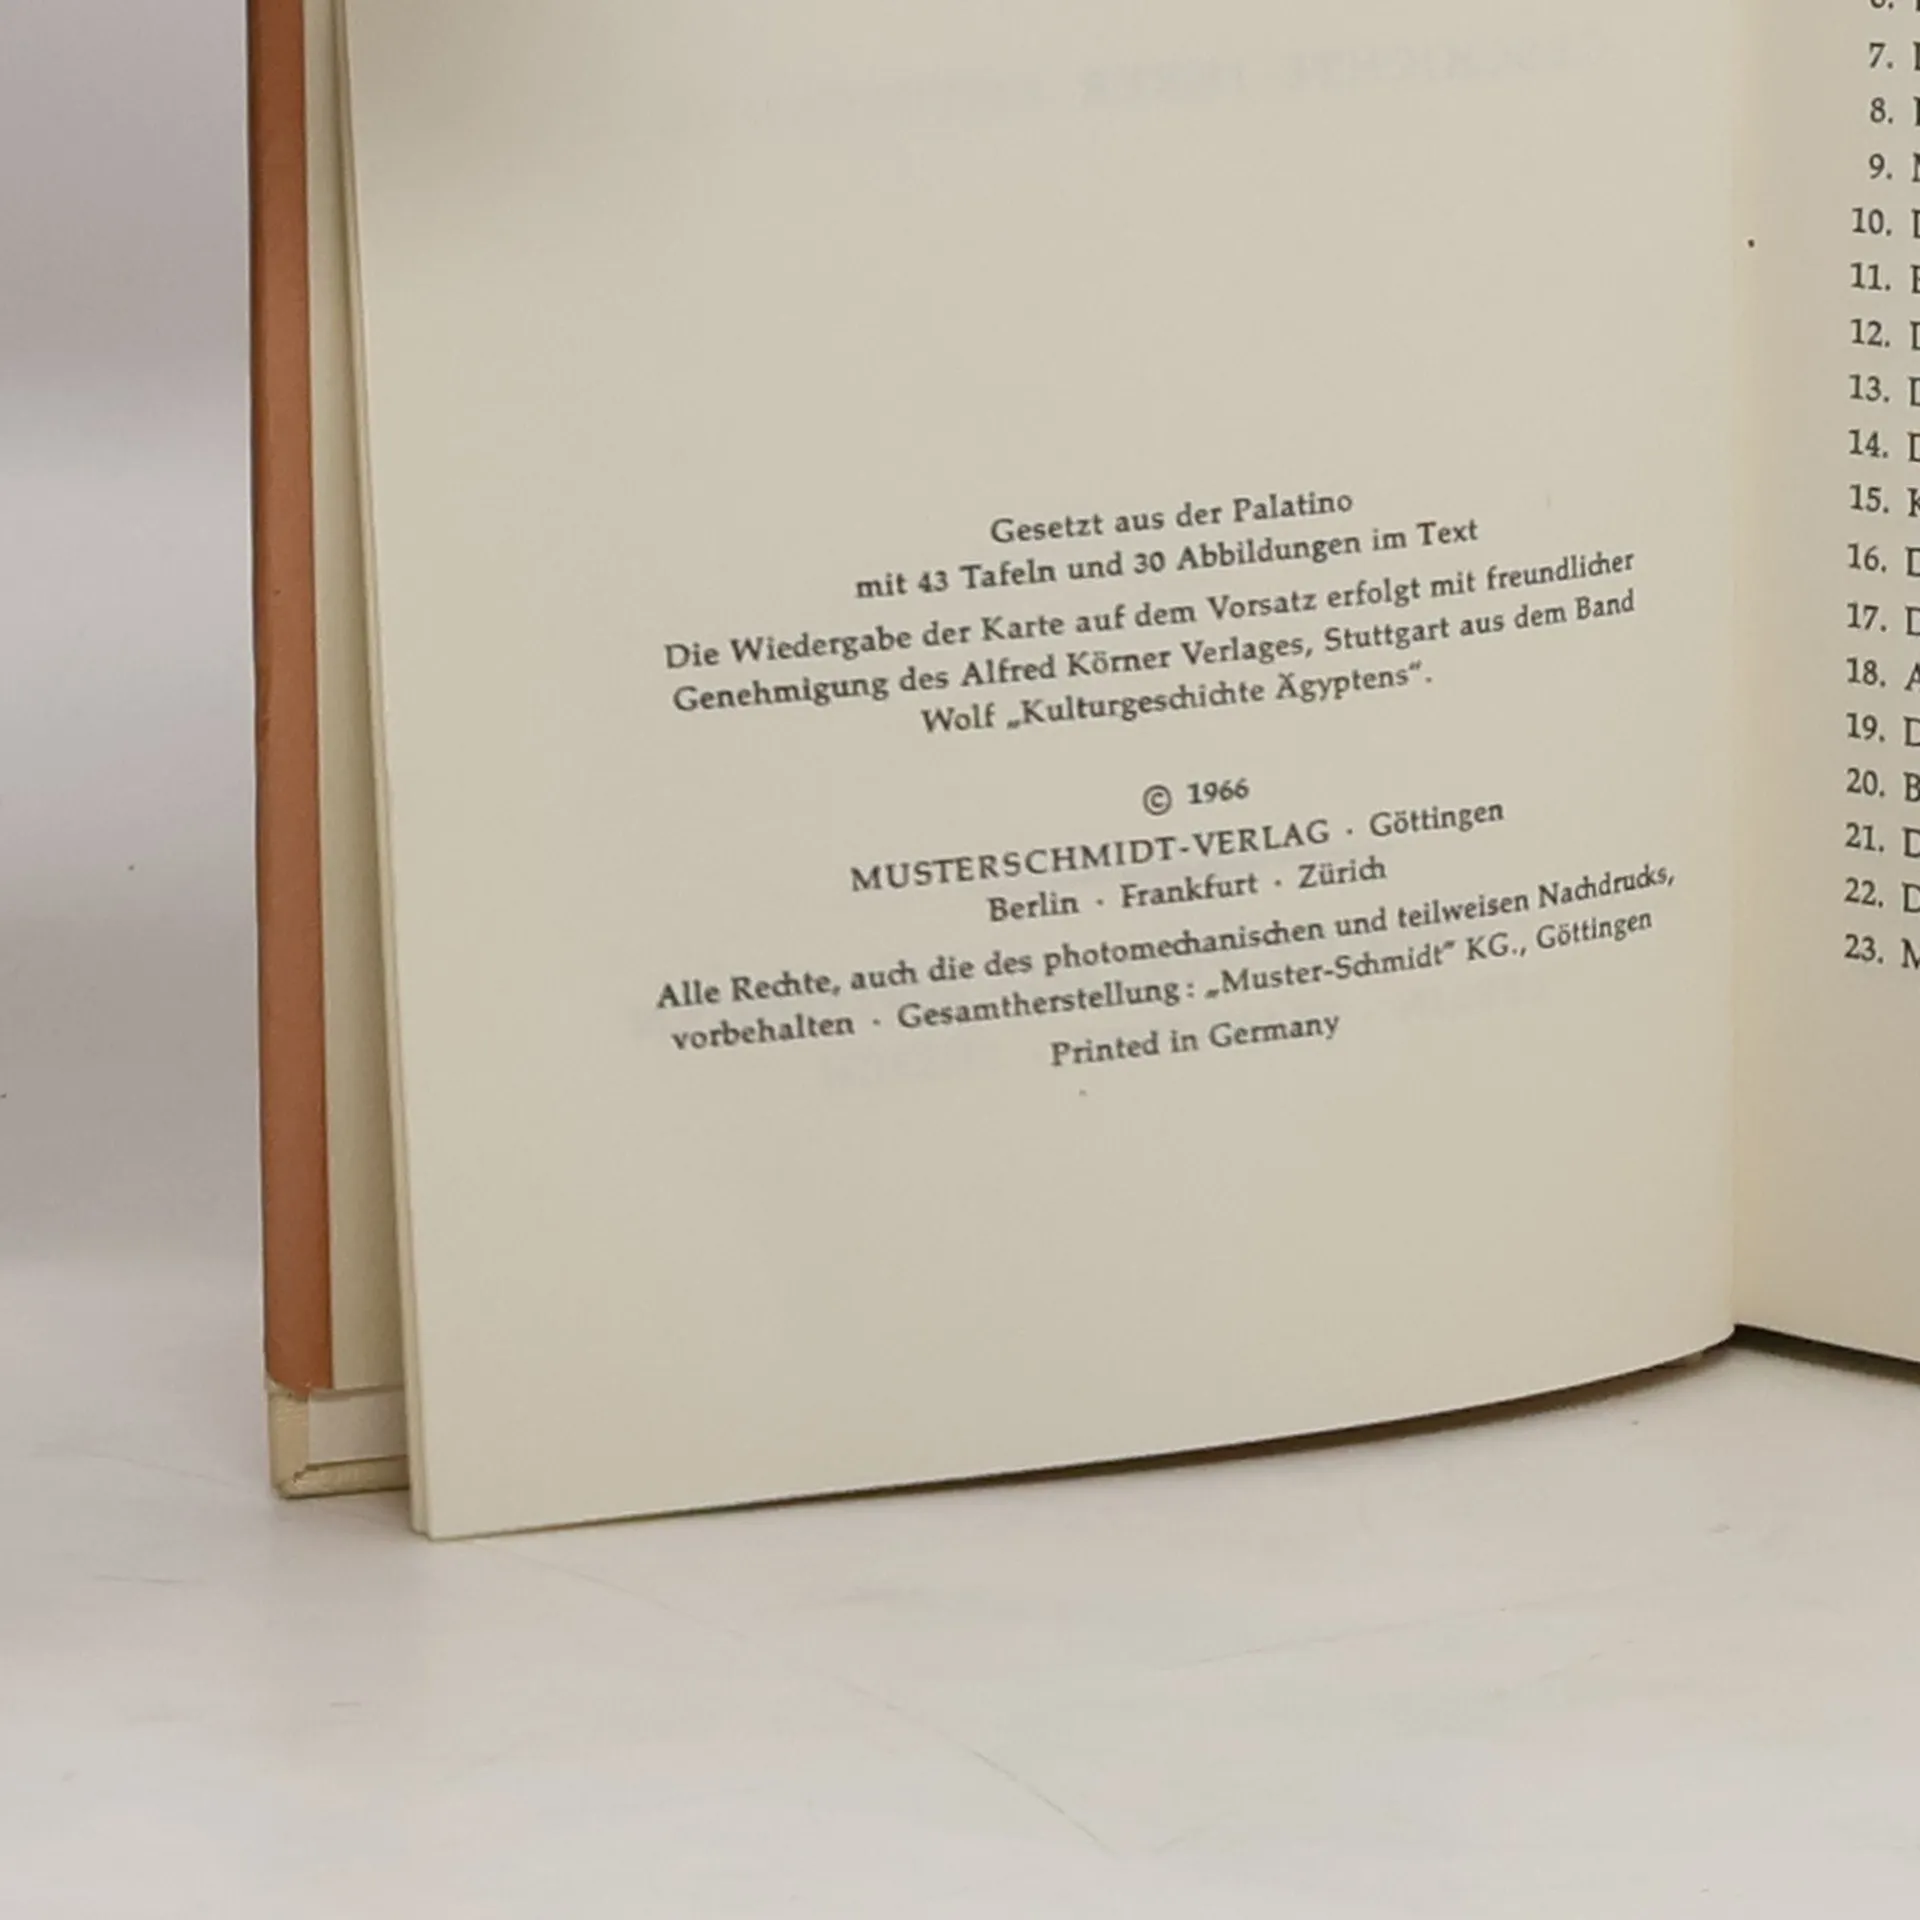 Gesetzt aus der Palatino
mit 43 Tafeln und 30 Abbildungen im Text
Die Wiedergabe der Karte auf dem Vorsatz erfolgt mit freundlicher
Genehmigung des Alfred Körner Verlages, Stuttgart aus dem Band
Wolf „Kulturgeschichte Ägyptens“.
© 1966
MUSTERSCHMIDT-VERLAG · Göttingen
Berlin · Frankfurt · Zürich
Alle Rechte, auch die des photomechanischen und teilweisen Nachdrucks,
vorbehalten · Gesamtherstellung: „Muster-Schmidt“ KG., Göttingen
Printed in Germany
7.
8.
9.
10.
11.
12.
13.
14.
15.
16.
17.
18.
19.
20.
21.
22.
23.